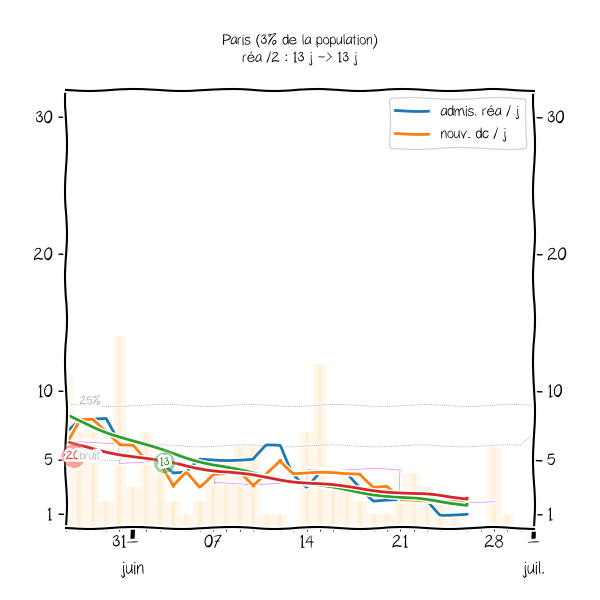 Paris (3% de la population)
réa /2 : 13 j -> 13 j
admis. réa / j
nouv. dc / j
30
30
20
20
10
10
25%
5
5
bruit
13
1
1
31
07
14
21
28
juin
juil.